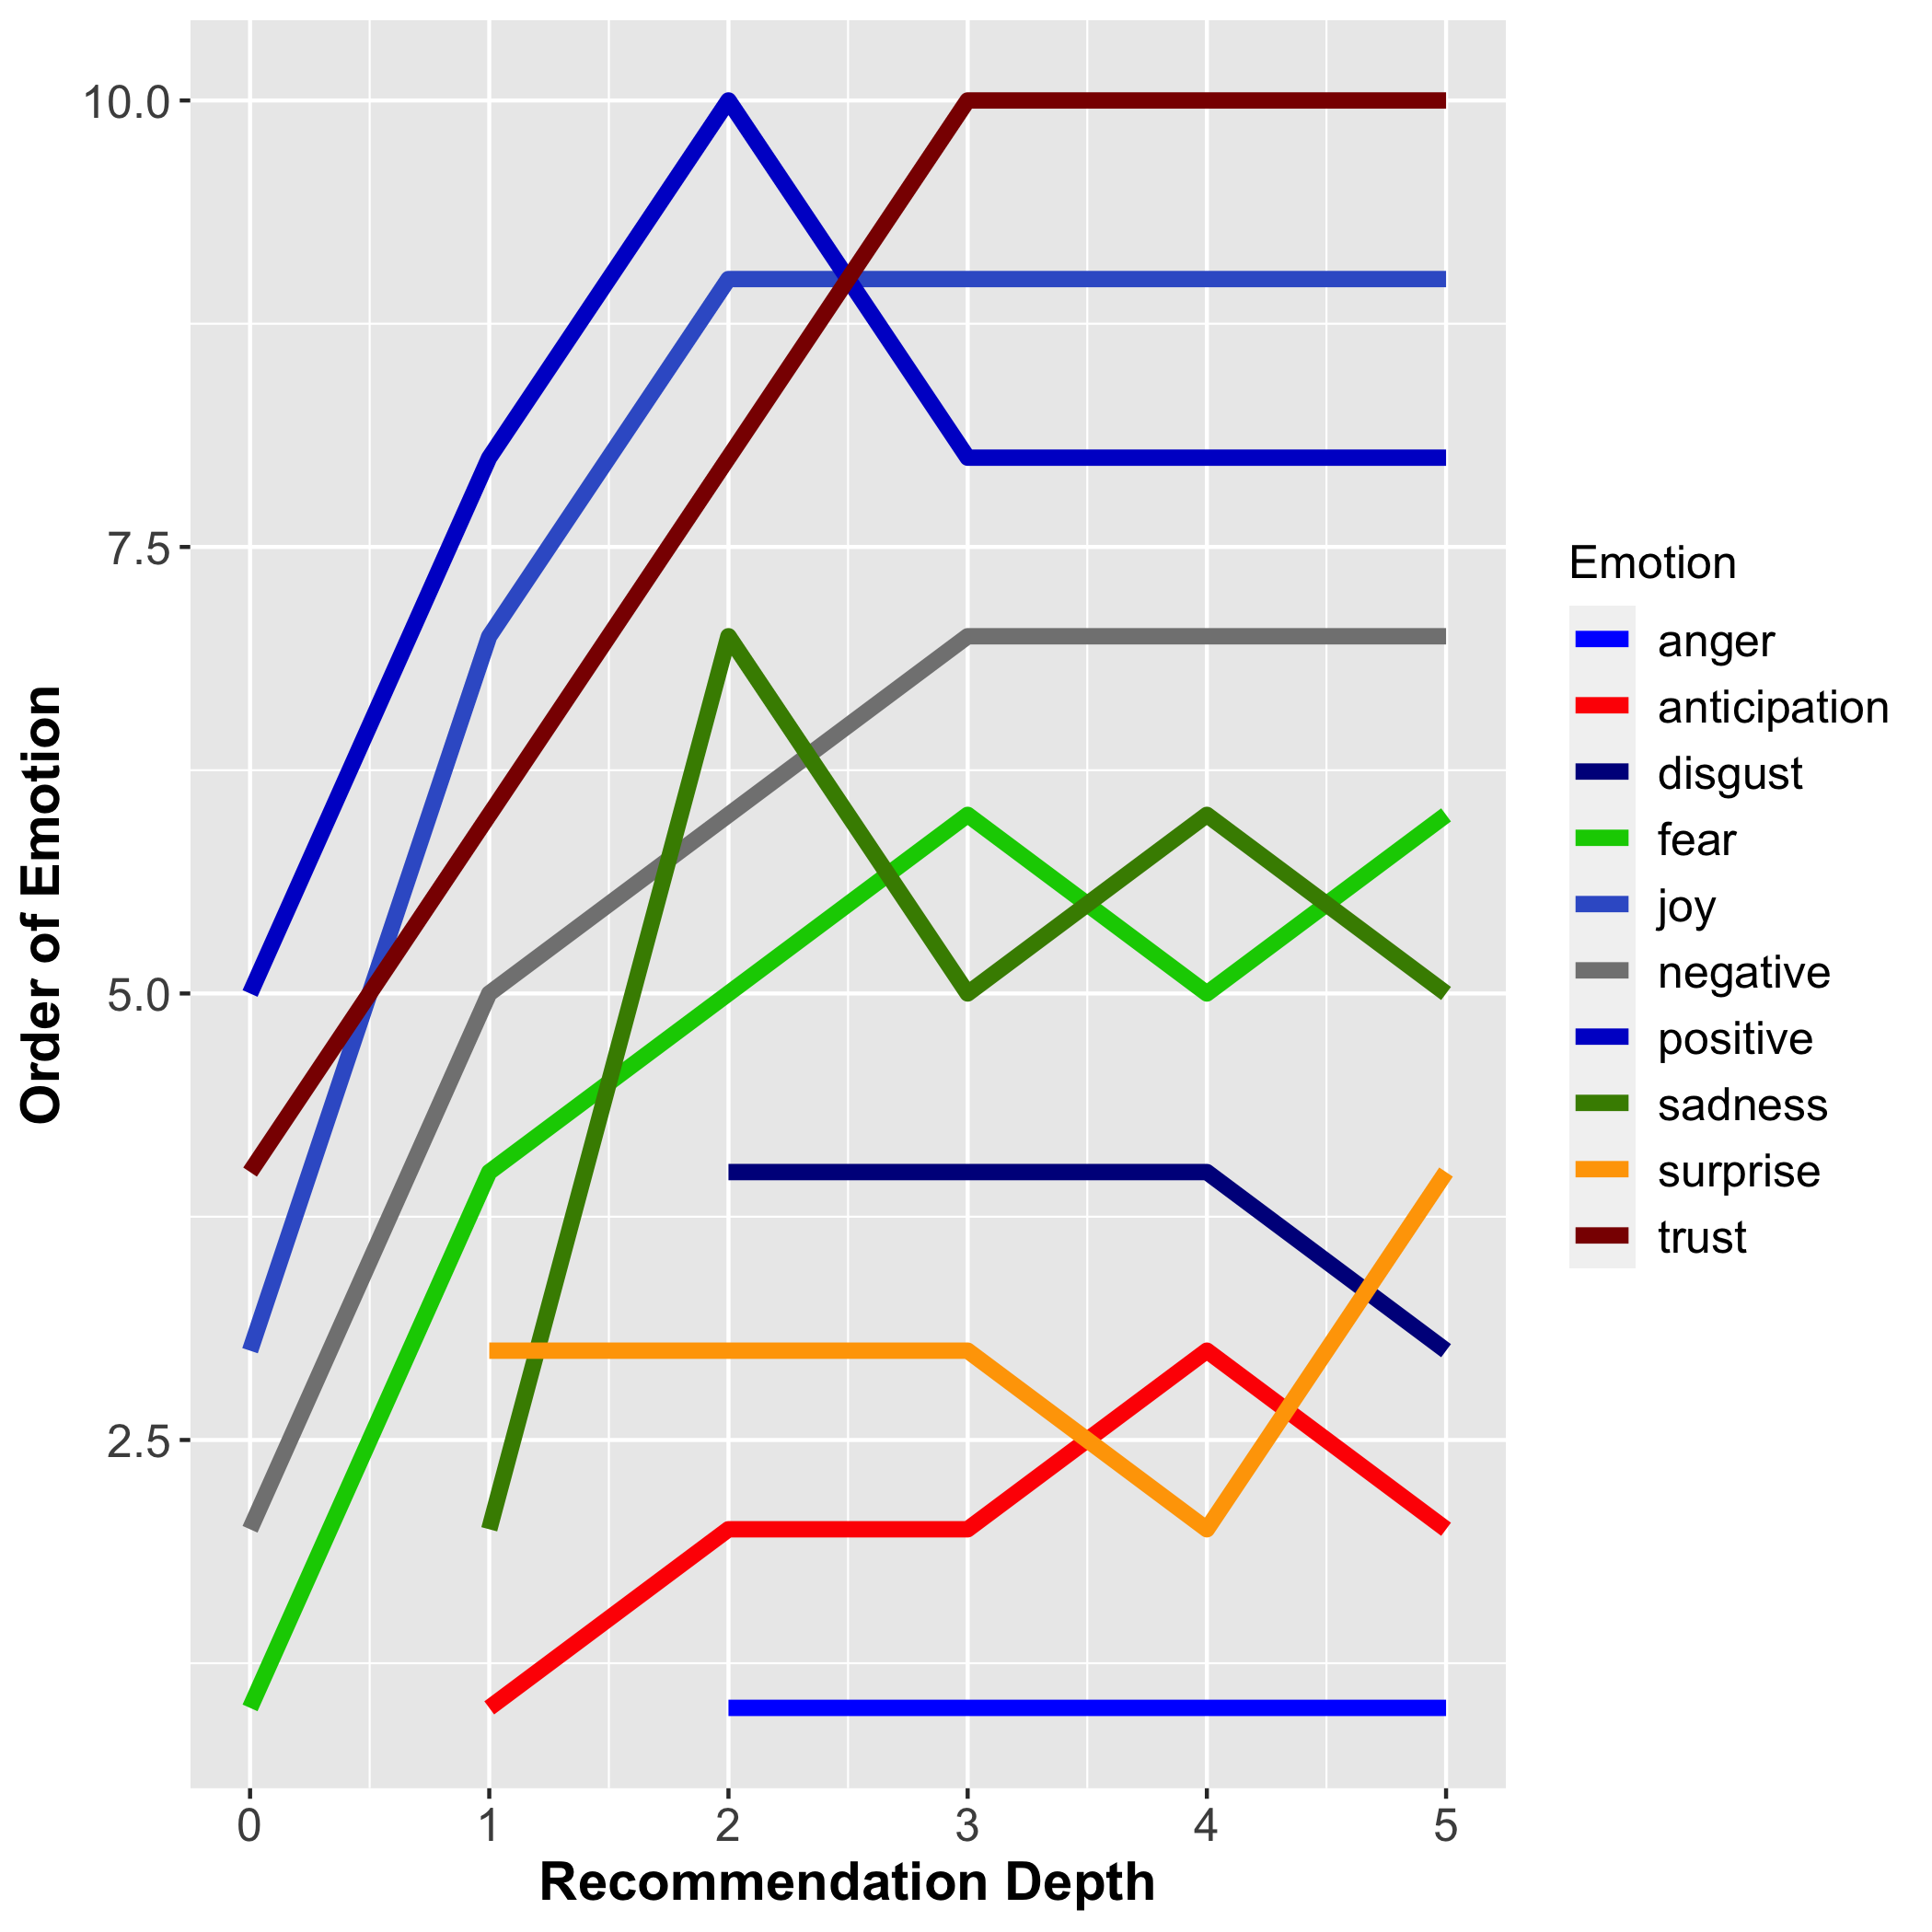 Order of Emotion
10.0
7.5
5.0
2.5
0 1 2 3 4 5
Recommendation Depth
Emotion
anger
anticipation
disgust
fear
joy
negative
positive
sadness
surprise
trust